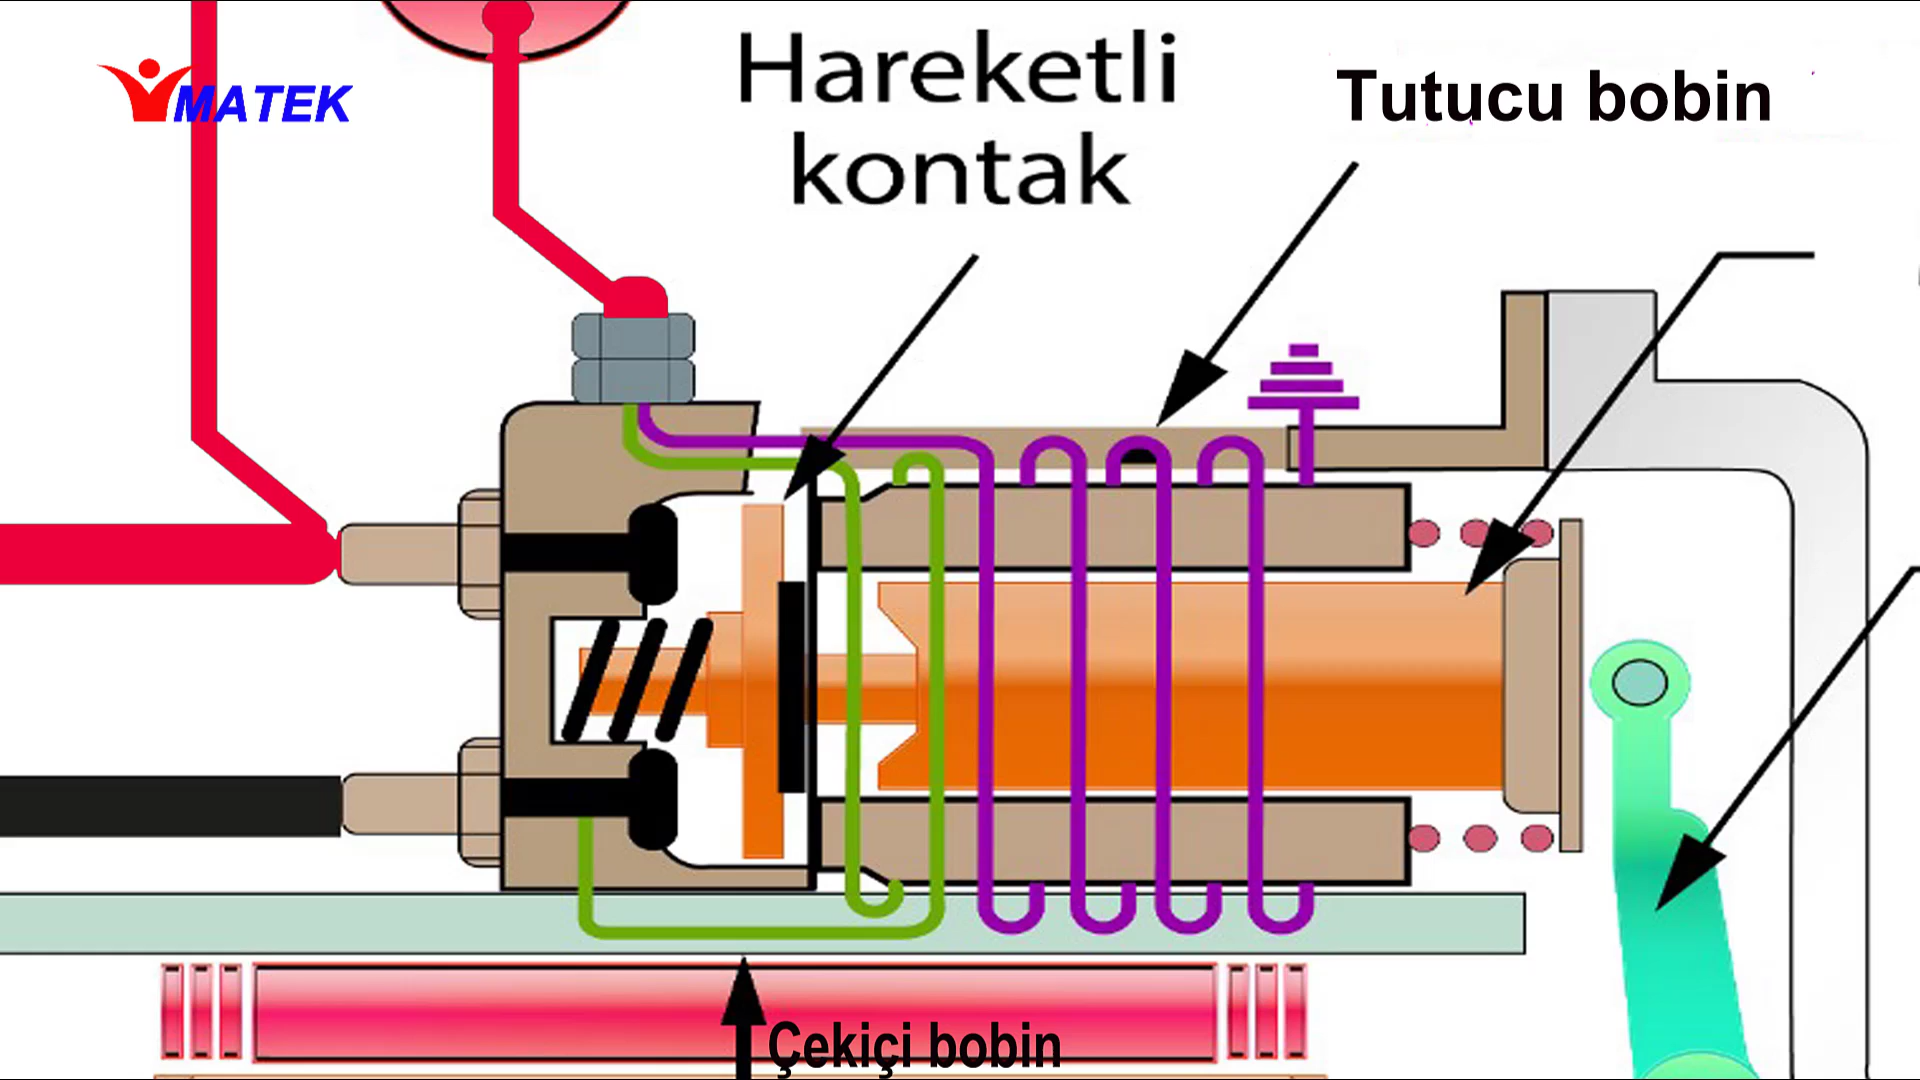 MATEK
Hareketli
kontak
Tutucu bobin
Çekiçi bobin